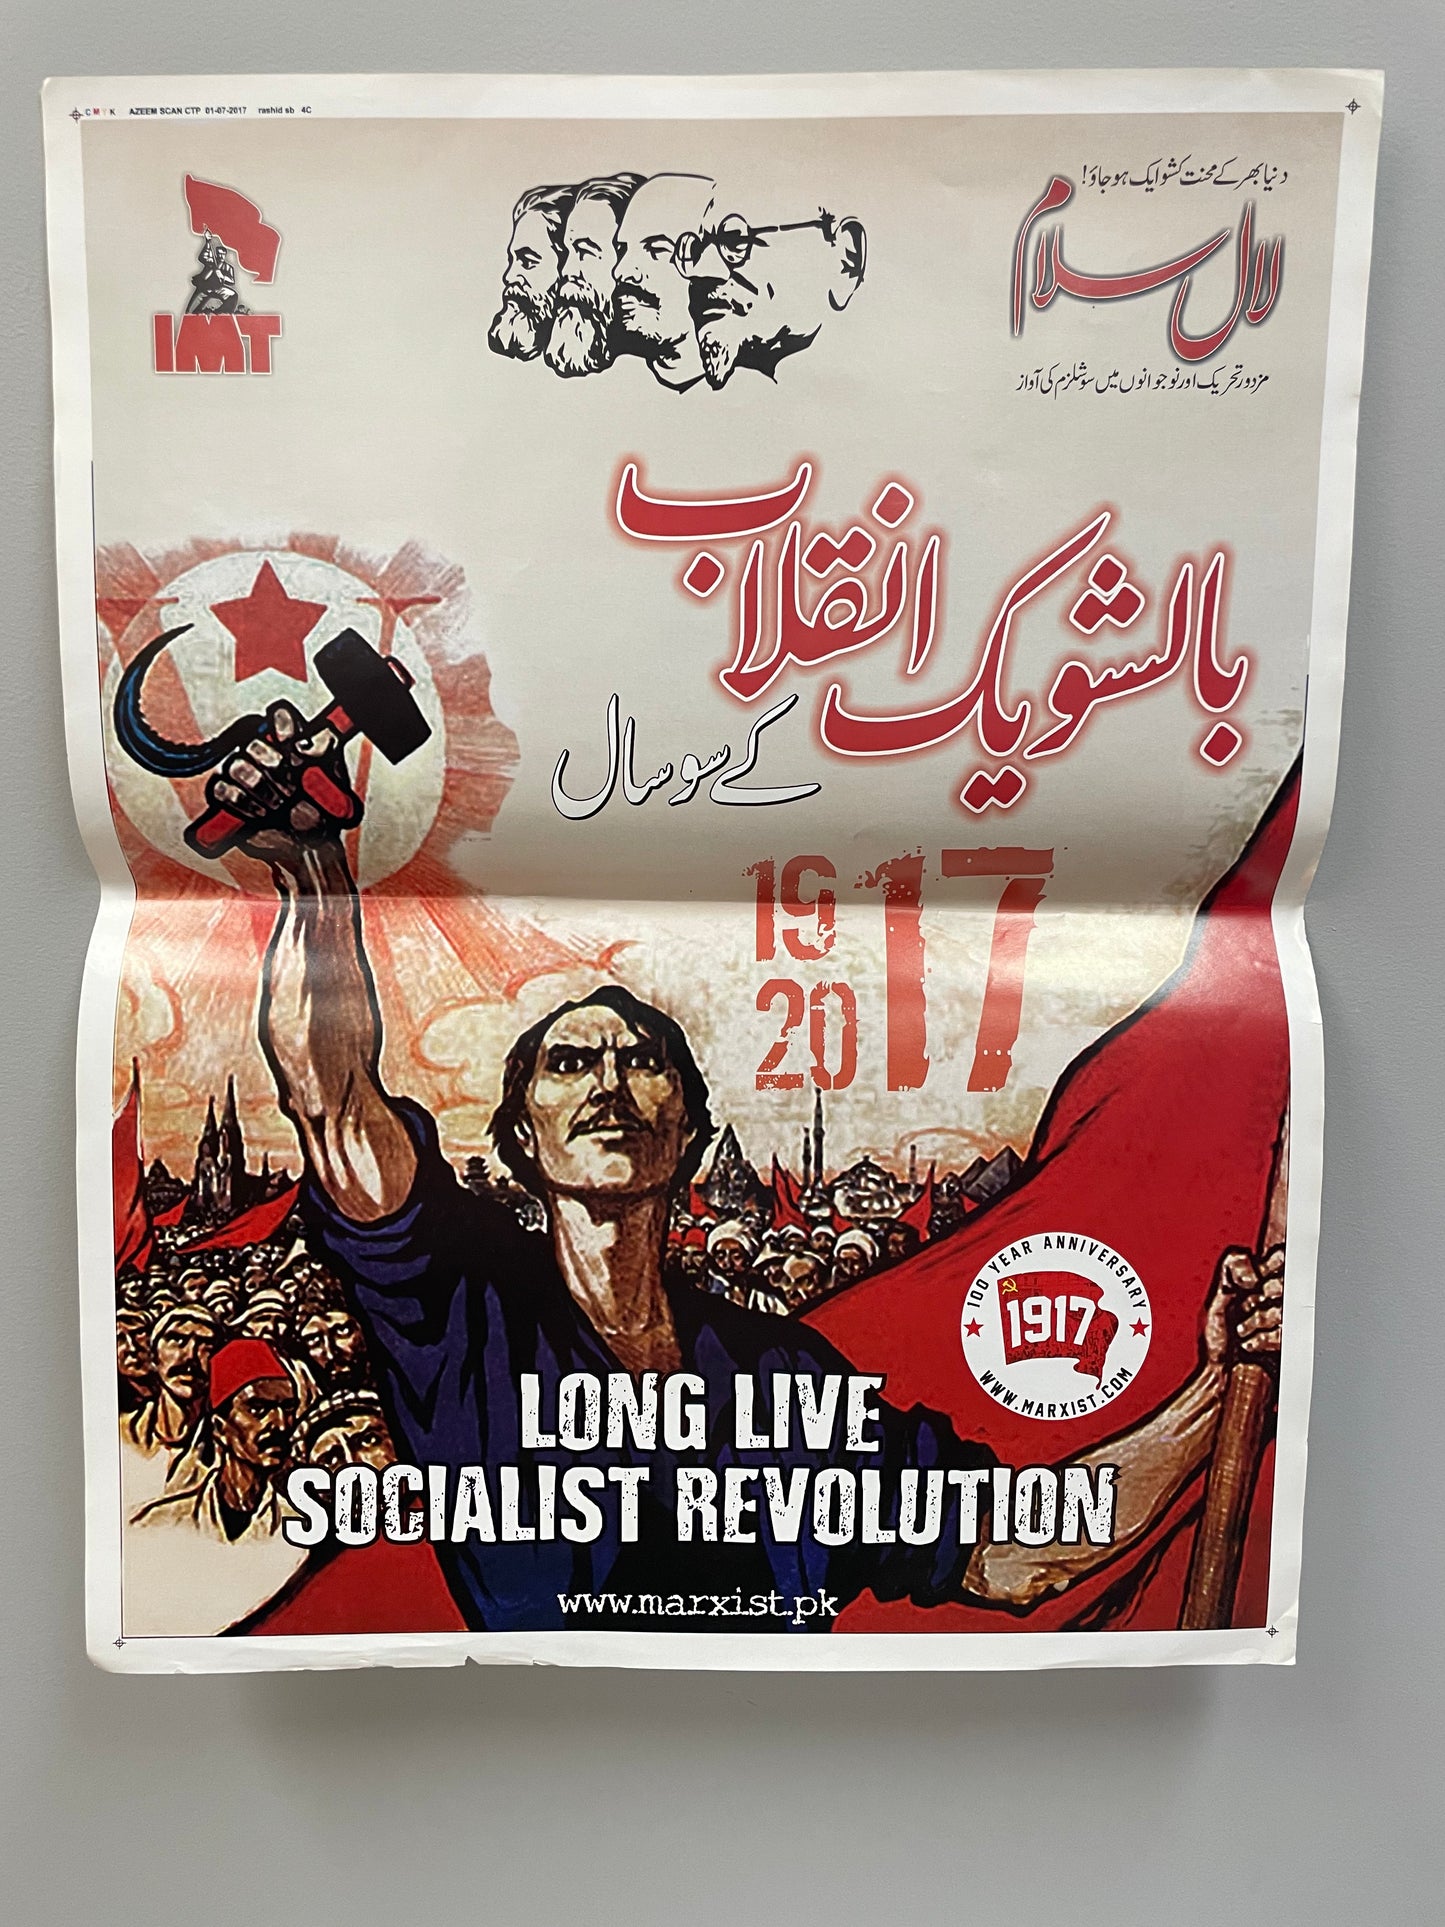 C M Y K AZEEM SCAN CTP 01-07-2017 rashid sb 4C
IMT
دنیا بھر کے محنت کشو ایک ہو جاؤ!
لال سلام
مزدور تحریک اور نوجوانوں میں سوشلزم کی آواز
بالشویک انقلاب
کے سو سال
1917
2017
100 YEAR ANNIVERSARY
1917
WWW.MARXIST.COM
LONG LIVE
SOCIALIST REVOLUTION
www.marxist.pk